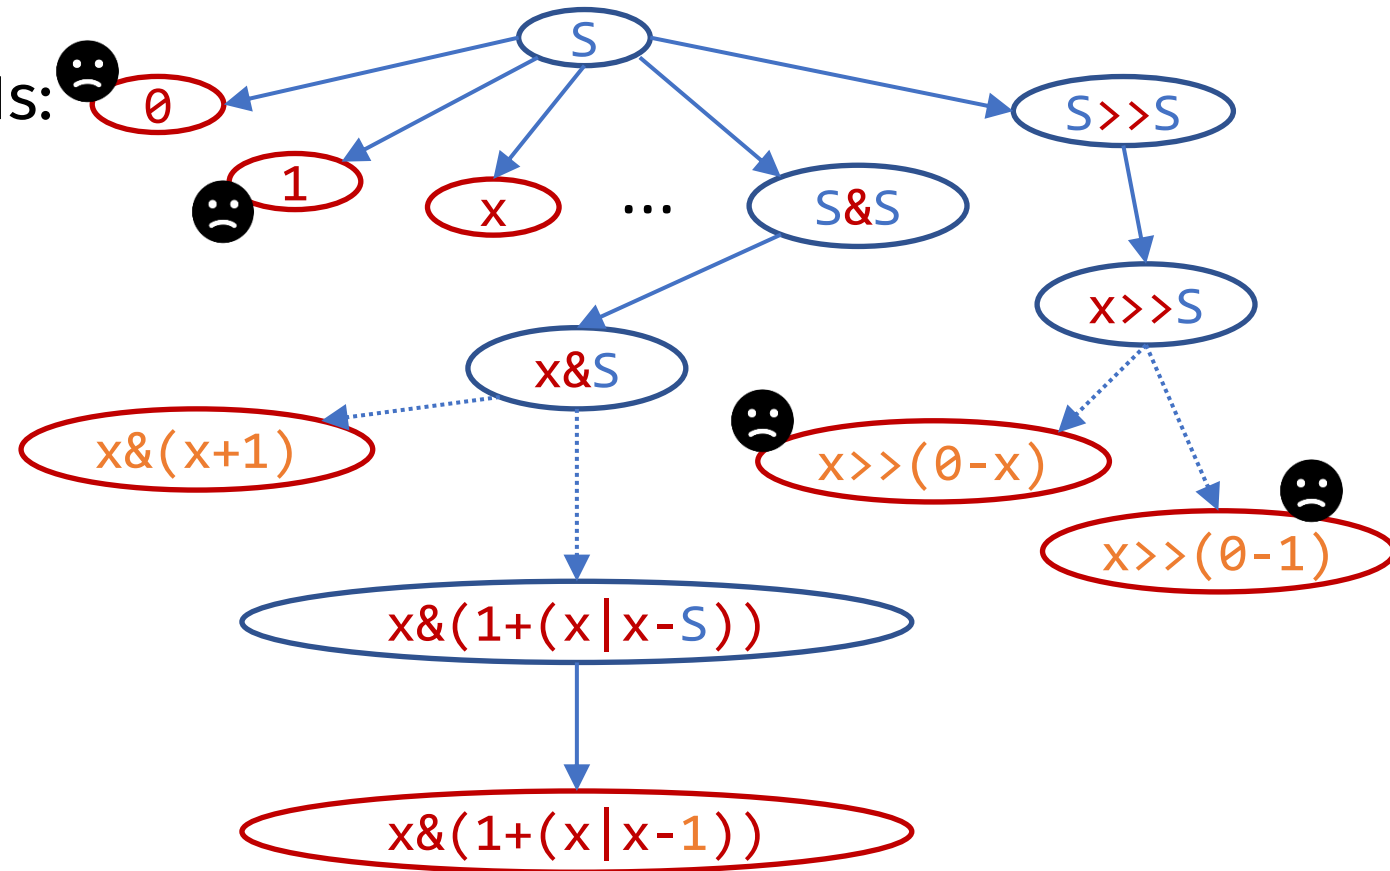 S
ls:
0
S>>S
1
x
...
S&S
x>>S
x&S
x&(x+1)
x>>(0-x)
x>>(0-1)
x&(1+(x|x-S))
x&(1+(x|x-1))